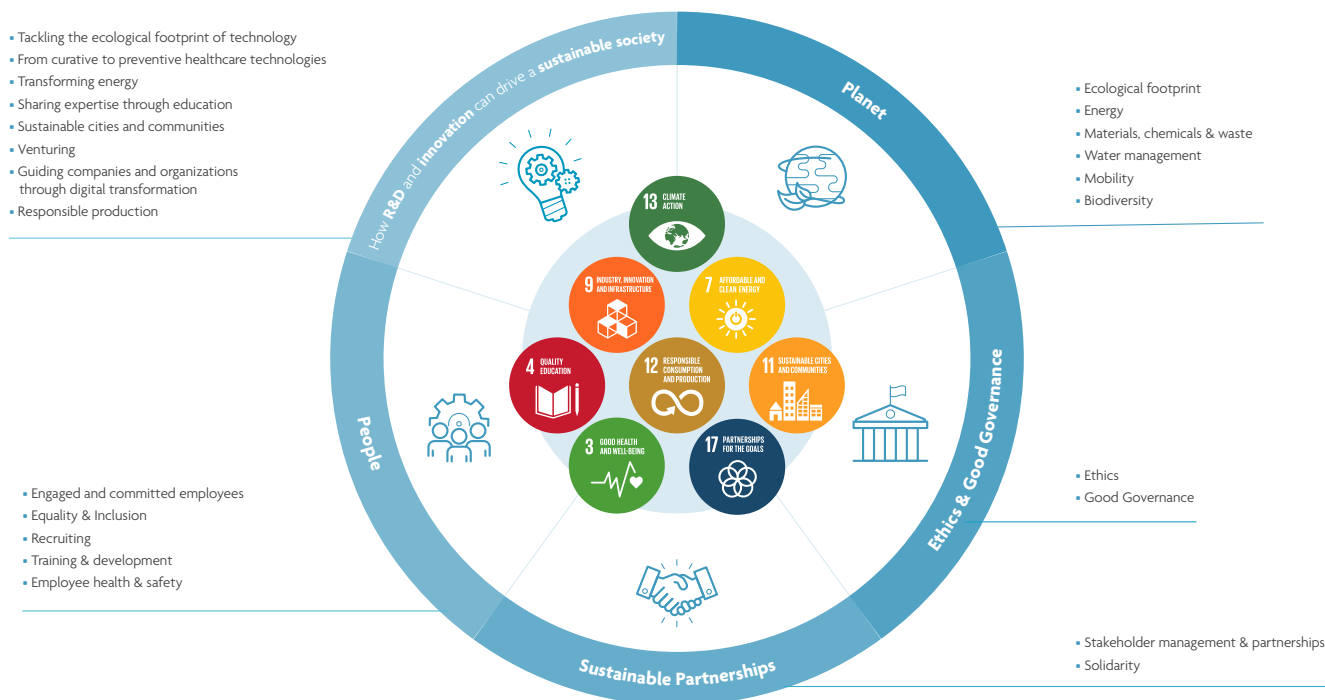 ▪ Tackling the ecological footprint of technology
▪ From curative to preventive healthcare technologies
▪ Transforming energy
▪ Sharing expertise through education
▪ Sustainable cities and communities
▪ Venturing
▪ Guiding companies and organizations
through digital transformation
▪ Responsible production
How R&D and innovation can drive a sustainable society
Planet
▪ Ecological footprint
▪ Energy
▪ Materials, chemicals & waste
▪ Water management
▪ Mobility
▪ Biodiversity
13 CLIMATE
ACTION
9 INDUSTRY, INNOVATION
AND INFRASTRUCTURE
7 AFFORDABLE AND
CLEAN ENERGY
4 QUALITY
EDUCATION
12 RESPONSIBLE
CONSUMPTION
AND PRODUCTION
11 SUSTAINABLE CITIES
AND COMMUNITIES
3 GOOD HEALTH
AND WELL-BEING
17 PARTNERSHIPS
FOR THE GOALS
People
▪ Engaged and committed employees
▪ Equality & Inclusion
▪ Recruiting
▪ Training & development
▪ Employee health & safety
Ethics & Good Governance
▪ Ethics
▪ Good Governance
Sustainable Partnerships
▪ Stakeholder management & partnerships
▪ Solidarity